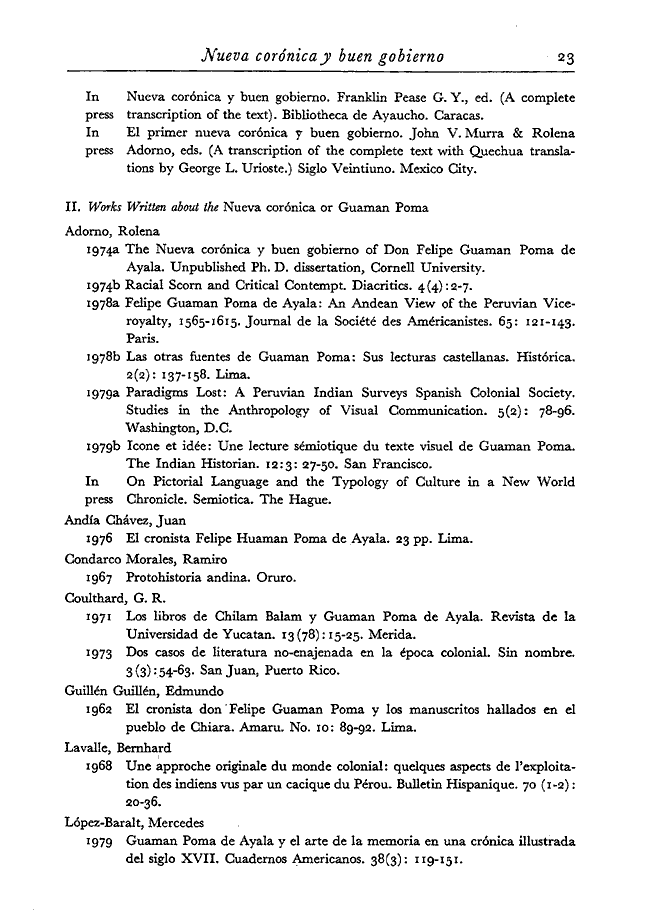 Nueva corónica y buen gobierno 23
In Nueva corónica y buen gobierno. Franklin Pease G. Y., ed. (A complete
press transcription of the text). Bibliotheca de Ayaucho. Caracas.
In El primer nueva corónica y buen gobierno. John V. Murra & Rolena
press Adorno, eds. (A transcription of the complete text with Quechua transla-
tions by George L. Urioste.) Siglo Veintiuno. Mexico City.
II. Works Written about the Nueva corónica or Guaman Poma
Adorno, Rolena
1974a The Nueva corónica y buen gobierno of Don Felipe Guaman Poma de
Ayala. Unpublished Ph. D. dissertation, Cornell University.
1974b Racial Scorn and Critical Contempt. Diacritics. 4(4):2-7.
1978a Felipe Guaman Poma de Ayala: An Andean View of the Peruvian Vice-
royalty, 1565-1615. Journal de la Société des Américanistes. 65: 121-143.
Paris.
1978b Las otras fuentes de Guaman Poma: Sus lecturas castellanas. Histórica.
2(2): 137-158. Lima.
1979a Paradigms Lost: A Peruvian Indian Surveys Spanish Colonial Society.
Studies in the Anthropology of Visual Communication. 5(2): 78-96.
Washington, D.C.
1979b Icone et idée: Une lecture sémiotique du texte visuel de Guaman Poma.
The Indian Historian. 12:3: 27-50. San Francisco.
In On Pictorial Language and the Typology of Culture in a New World
press Chronicle. Semiotica. The Hague.
Andía Chávez, Juan
1976 El cronista Felipe Huaman Poma de Ayala. 23 pp. Lima.
Condarco Morales, Ramiro
1967 Protohistoria andina. Oruro.
Coulthard, G. R.
1971 Los libros de Chilam Balam y Guaman Poma de Ayala. Revista de la
Universidad de Yucatan. 13(78):15-25. Merida.
1973 Dos casos de literatura no-enajenada en la época colonial. Sin nombre.
3(3):54-63. San Juan, Puerto Rico.
Guillén Guillén, Edmundo
1962 El cronista don Felipe Guaman Poma y los manuscritos hallados en el
pueblo de Chiara. Amaru. No. 10: 89-92. Lima.
Lavalle, Bernhard
1968 Une approche originale du monde colonial: quelques aspects de l'exploita-
tion des indiens vus par un cacique du Pérou. Bulletin Hispanique. 70 (1-2):
20-36.
López-Baralt, Mercedes
1979 Guaman Poma de Ayala y el arte de la memoria en una crónica illustrada
del siglo XVII. Cuadernos Americanos. 38(3): 119-151.